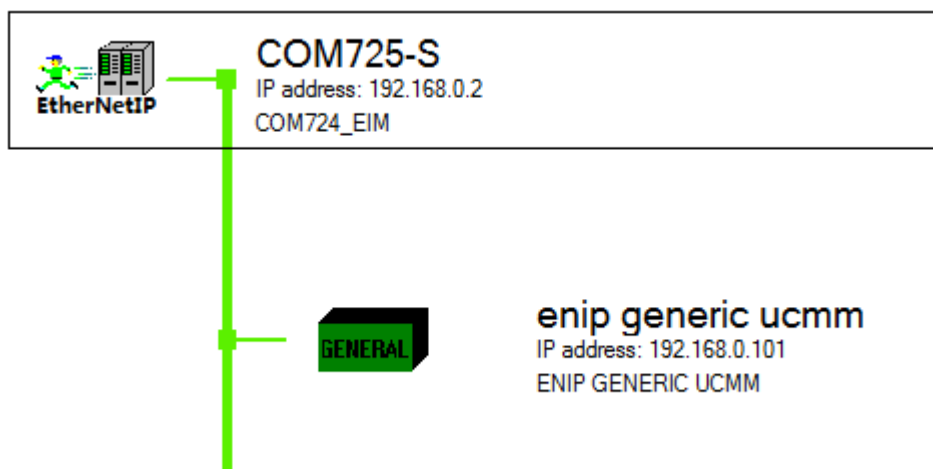 COM725-S
IP address: 192.168.0.2
EtherNetIP
COM724_EIM
enip generic ucmm
IP address: 192.168.0.101
GENERAL
ENIP GENERIC UCMM